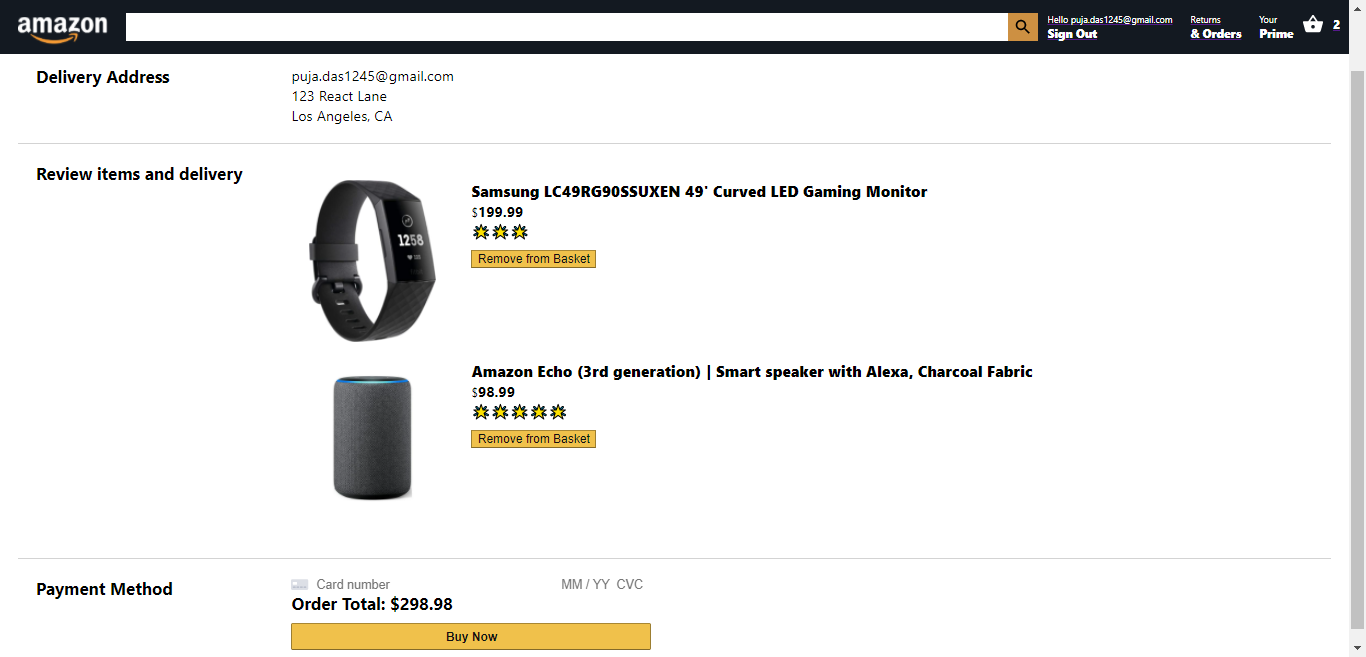 amazon
Hello puja.das1245@gmail.com
Sign Out
Returns
& Orders
Your
Prime
2
Delivery Address
puja.das1245@gmail.com
123 React Lane
Los Angeles, CA
Review items and delivery
1258
Samsung LC49RG90SSUXEN 49' Curved LED Gaming Monitor
$199.99
Remove from Basket
Amazon Echo (3rd generation) | Smart speaker with Alexa, Charcoal Fabric
$98.99
Remove from Basket
Payment Method
Card number MM / YY CVC
Order Total: $298.98
Buy Now